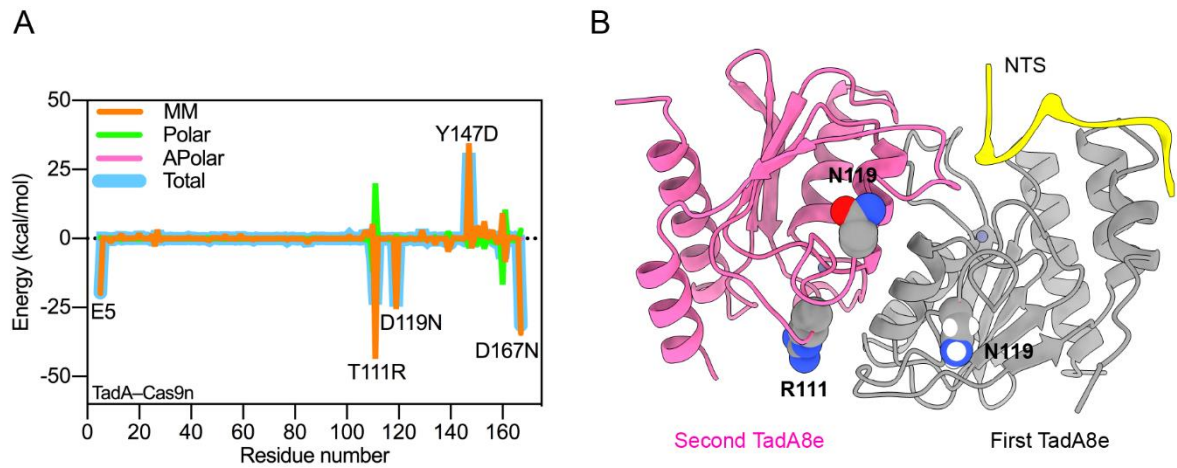 A
50
25
0
-25
-50
Energy (kcal/mol)
MM
Polar
APolar
Total
Y147D
E5
D119N
T111R
D167N
TadA–Cas9n
0 20 40 60 80 100 120 140 160
Residue number
B
NTS
N119
N119
R111
Second TadA8e
First TadA8e